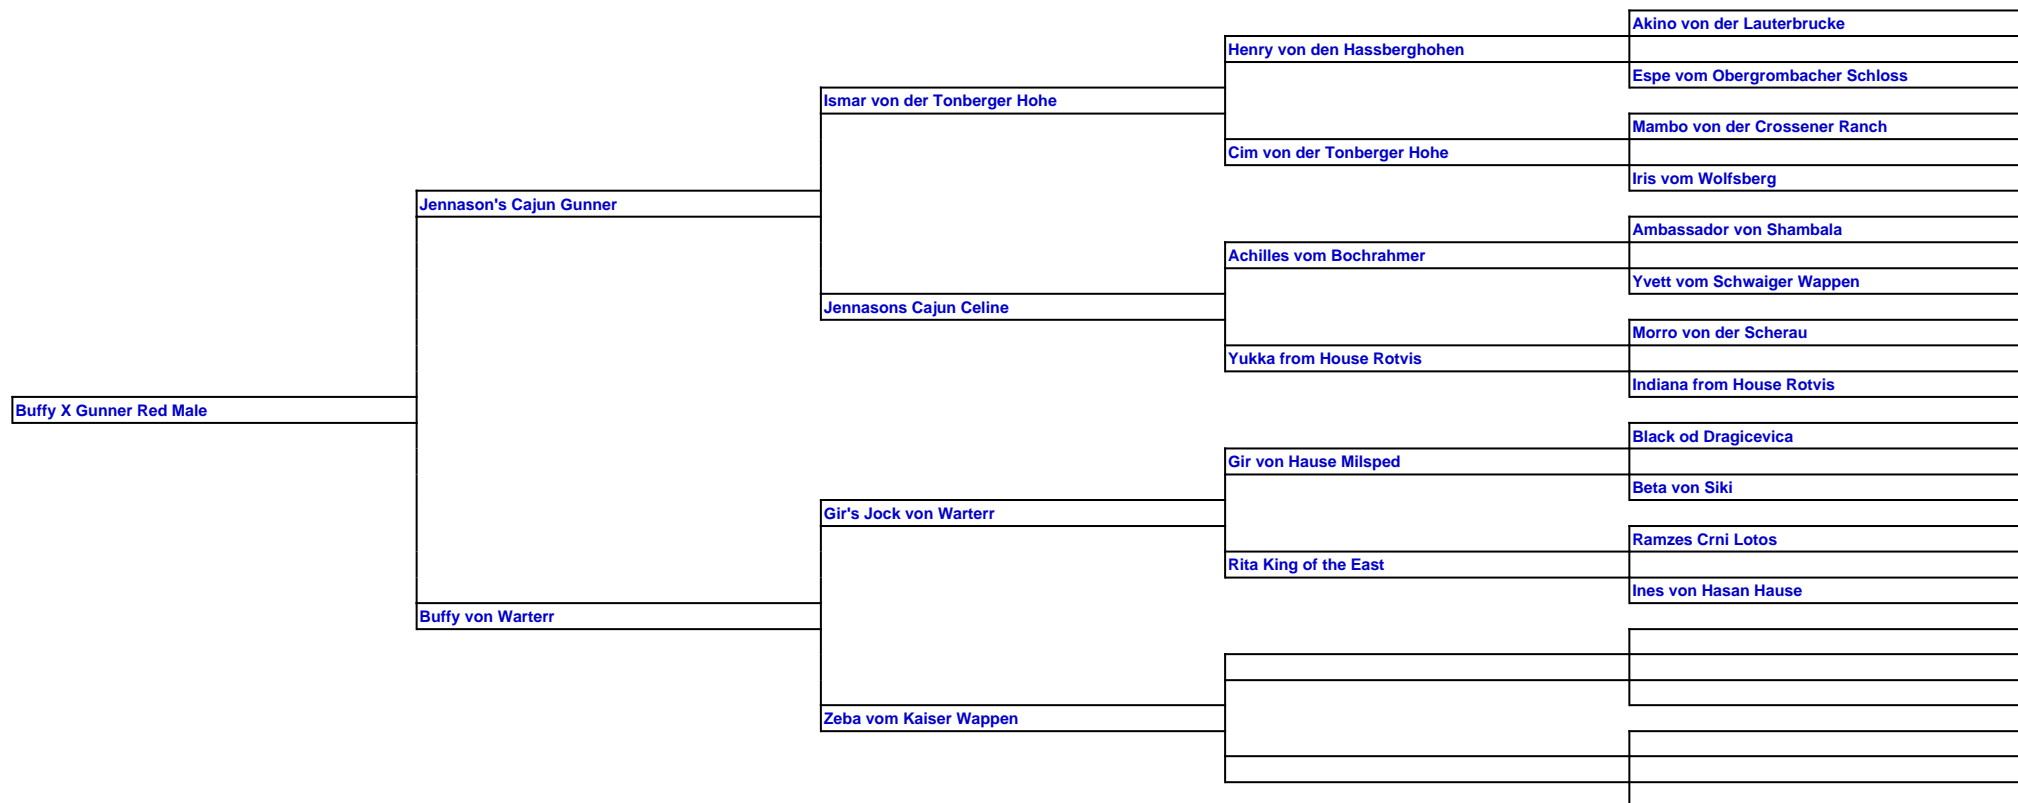 Akino von der Lauterbrucke
Henry von den Hassberghohen
Espe vom Obergrombacher Schloss
Ismar von der Tonberger Hohe
Mambo von der Crossener Ranch
Cim von der Tonberger Hohe
Iris vom Wolfsberg
Jennason's Cajun Gunner
Ambassador von Shambala
Achilles vom Bochrahmer
Yvett vom Schwaiger Wappen
Jennasons Cajun Celine
Morro von der Scherau
Yukka from House Rotvis
Indiana from House Rotvis
Buffy X Gunner Red Male
Black od Dragicevica
Gir von Hause Milsped
Beta von Siki
Gir's Jock von Warterr
Ramzes Crni Lotos
Rita King of the East
Ines von Hasan Hause
Buffy von Warterr
Zeba vom Kaiser Wappen